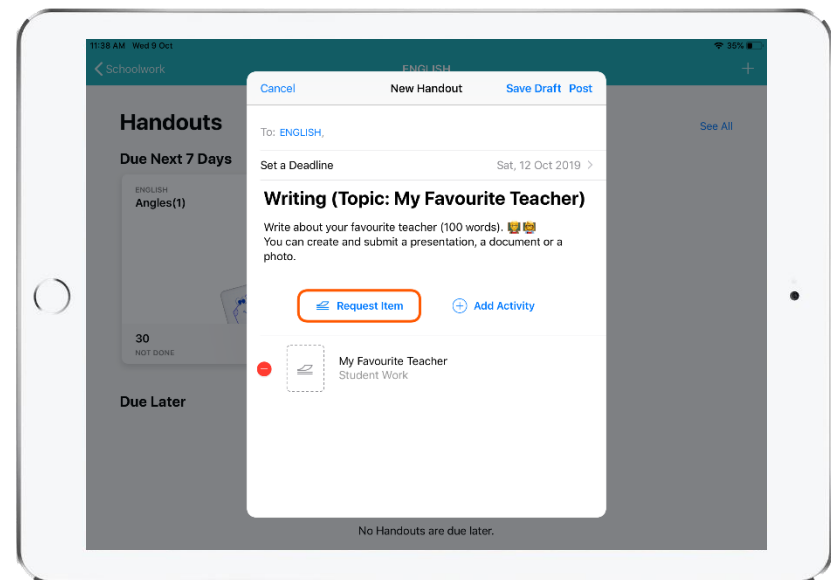 11:38 AM Wed 9 Oct
35%
Schoolwork
ENGLISH
Cancel
New Handout
Save Draft Post
Handouts
See All
To: ENGLISH,
Due Next 7 Days
Set a Deadline
Sat, 12 Oct 2019
ENGLISH
Angles(1)
Writing (Topic: My Favourite Teacher)
Write about your favourite teacher (100 words).
You can create and submit a presentation, a document or a
photo.
Request Item
Add Activity
30
NOT DONE
My Favourite Teacher
Student Work
Due Later
No Handouts are due later.